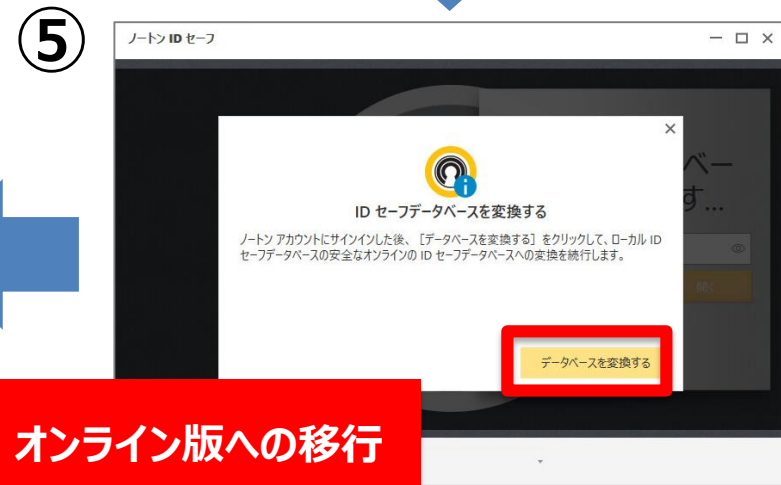 ⑤
ノートン ID セーフ
ベー
す...
ID セーフデータベースを変換する
ノートン アカウントにサインインした後、［データベースを変換する］をクリックして、ローカル ID
セーフデータベースの安全なオンラインの ID セーフデータベースへの変換を続行します。
開く
データベースを変換する
オンライン版への移行